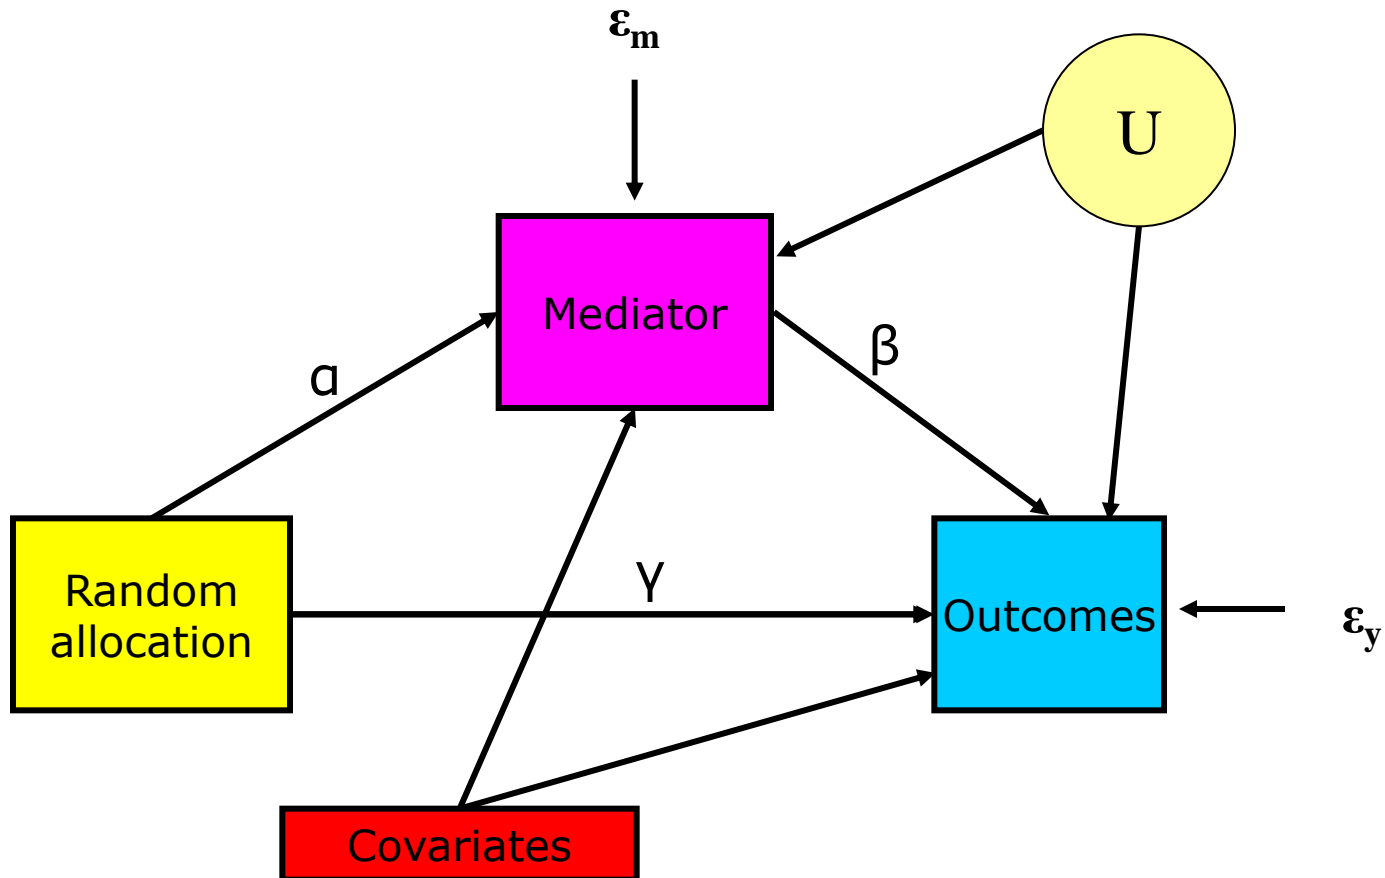 εm
U
Mediator
β
α
Random
allocation
γ
Outcomes
εy
Covariates